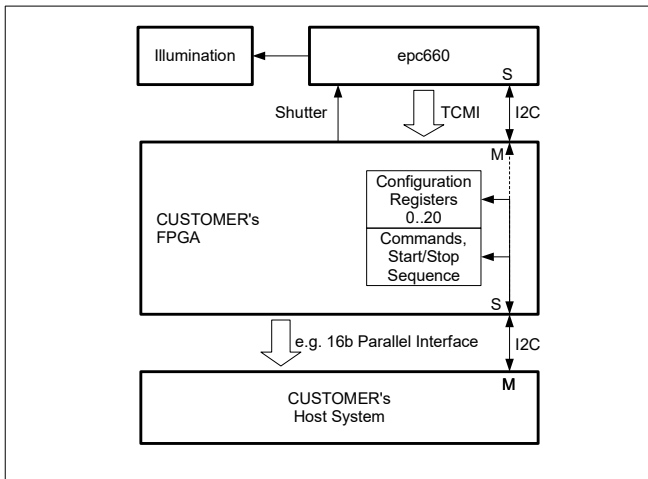 Illumination
epc660
S
Shutter
TCMI
I2C
M
Configuration
Registers
0..20
CUSTOMER's
FPGA
Commands,
Start/Stop
Sequence
S
e.g. 16b Parallel Interface
I2C
M
CUSTOMER's
Host System